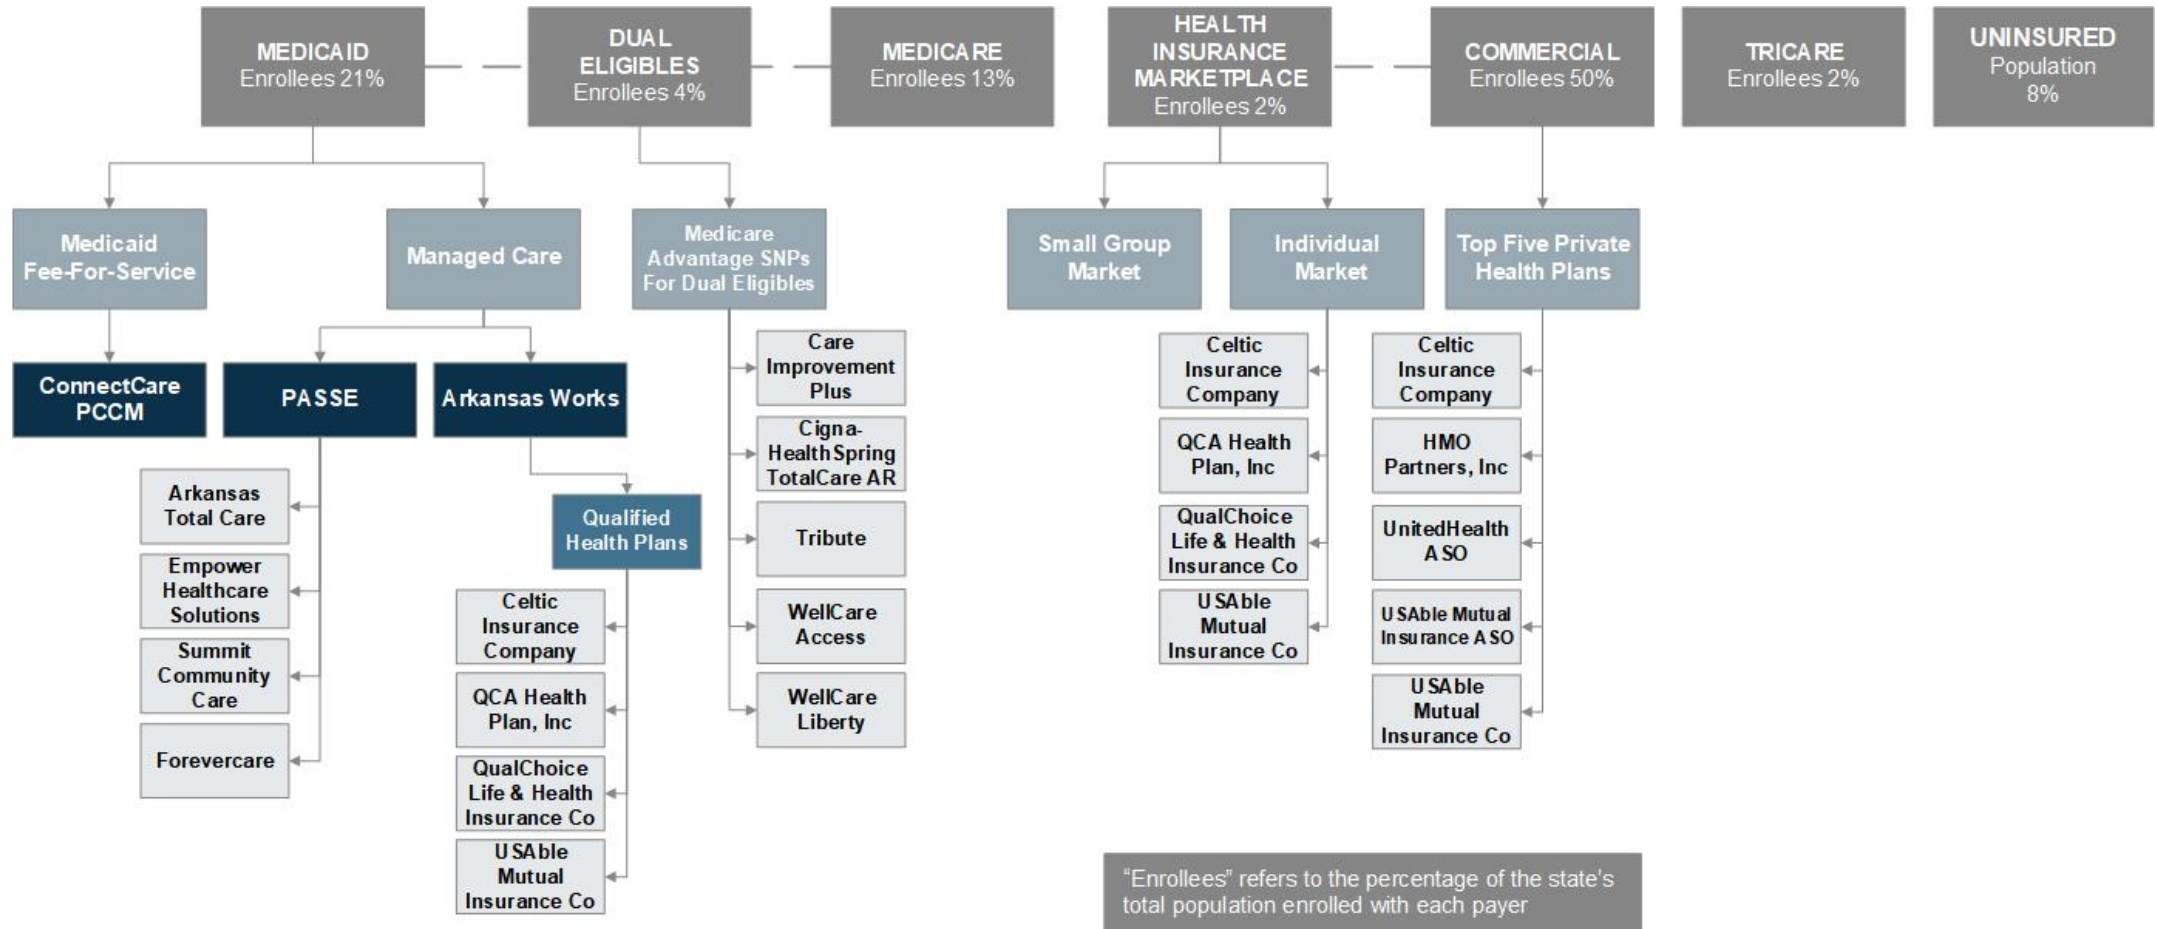 MEDICAID
Enrollees 21%
DUAL
ELIGIBLES
Enrollees 4%
MEDICARE
Enrollees 13%
HEALTH
INSURANCE
MARKETPLACE
Enrollees 2%
COMMERCIAL
Enrollees 50%
TRICARE
Enrollees 2%
UNINSURED
Population
8%
Medicaid
Fee-For-Service
Managed Care
Medicare
Advantage SNPs
For Dual Eligibles
Small Group
Market
Individual
Market
Top Five Private
Health Plans
ConnectCare
PCCM
PASSE
Arkansas Works
Arkansas
Total Care
Empower
Healthcare
Solutions
Summit
Community
Care
Forevercare
Qualified
Health Plans
Celtic
Insurance
Company
QCA Health
Plan, Inc
QualChoice
Life & Health
Insurance Co
USAble
Mutual
Insurance Co
Care
Improvement
Plus
Cigna-
HealthSpring
TotalCare AR
Tribute
WellCare
Access
WellCare
Liberty
Celtic
Insurance
Company
QCA Health
Plan, Inc
QualChoice
Life & Health
Insurance Co
USAble
Mutual
Insurance Co
Celtic
Insurance
Company
HMO
Partners, Inc
UnitedHealth
ASO
USAble Mutual
Insurance ASO
USAble
Mutual
Insurance Co
“Enrollees” refers to the percentage of the state’s
total population enrolled with each payer